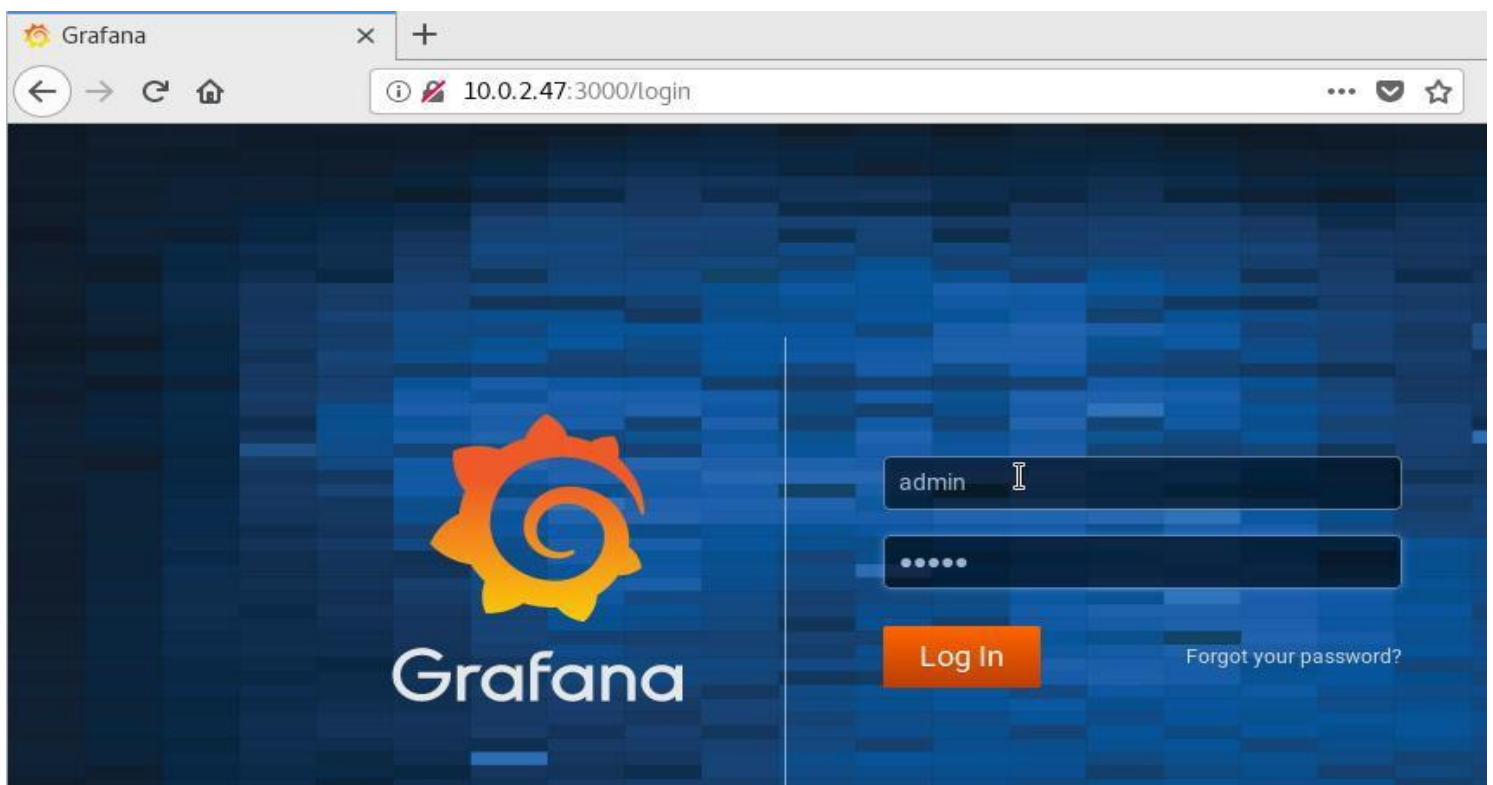 Grafana
10.0.2.47:3000/login
admin
•••••
Log In
Forgot your password?
Grafana